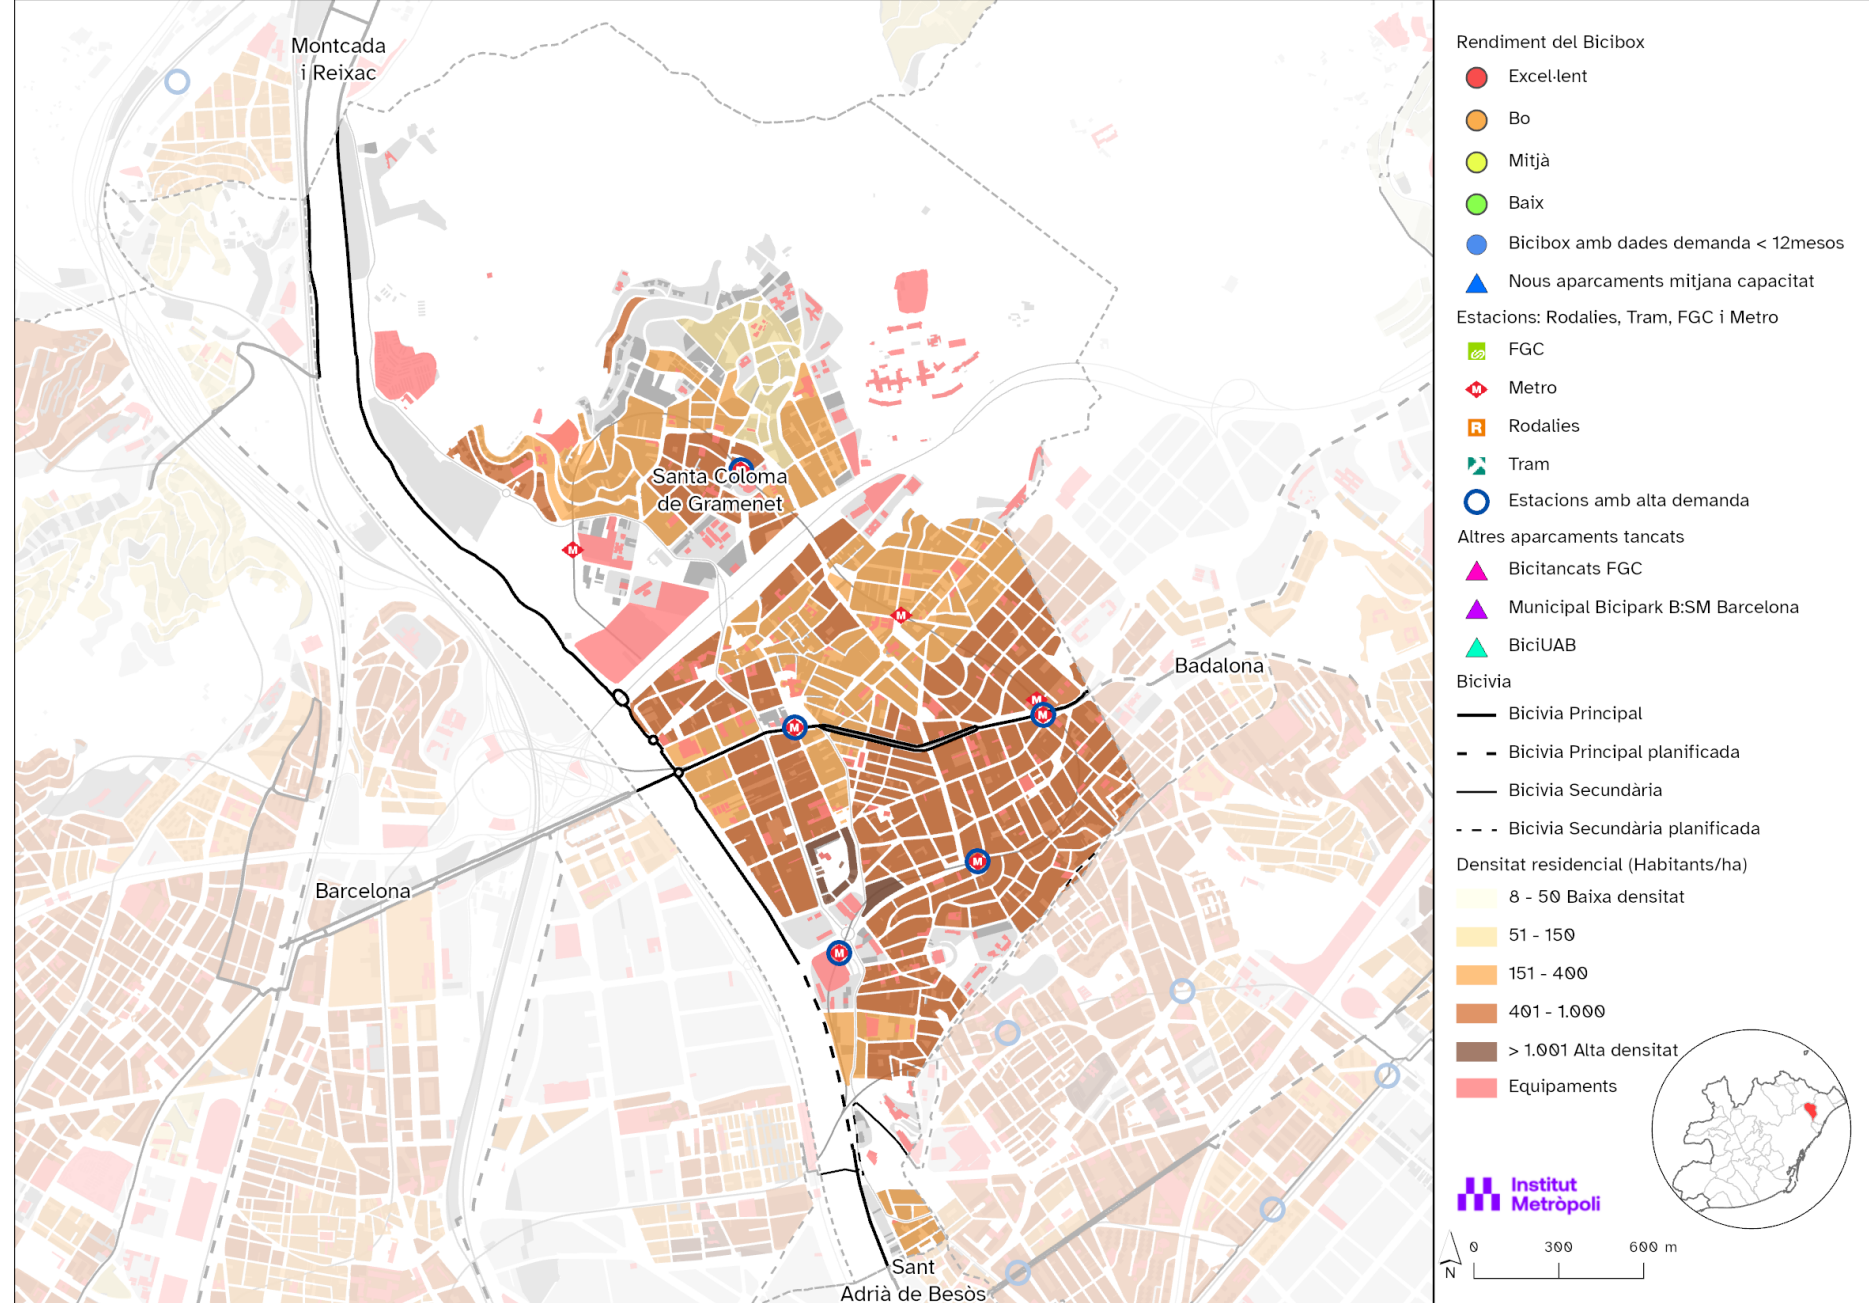 Montcada
i Reixac
Santa Coloma
de Gramenet
M
M
M
M
M
M
M
Badalona
Barcelona
Sant
Adrià de Besòs
Rendiment del Bicibox
Excel·lent
Bo
Mitjà
Baix
Bicibox amb dades demanda < 12mesos
Nous aparcaments mitjana capacitat
Estacions: Rodalies, Tram, FGC i Metro
FGC
M Metro
R Rodalies
Tram
Estacions amb alta demanda
Altres aparcaments tancats
Bicitancats FGC
Municipal Bicipark B:SM Barcelona
BiciUAB
Bicivia
Bicivia Principal
Bicivia Principal planificada
Bicivia Secundària
Bicivia Secundària planificada
Densitat residencial (Habitants/ha)
8 - 50 Baixa densitat
51 - 150
151 - 400
401 - 1.000
> 1.001 Alta densitat
Equipaments
Institut
Metròpoli
N
0 300 600 m